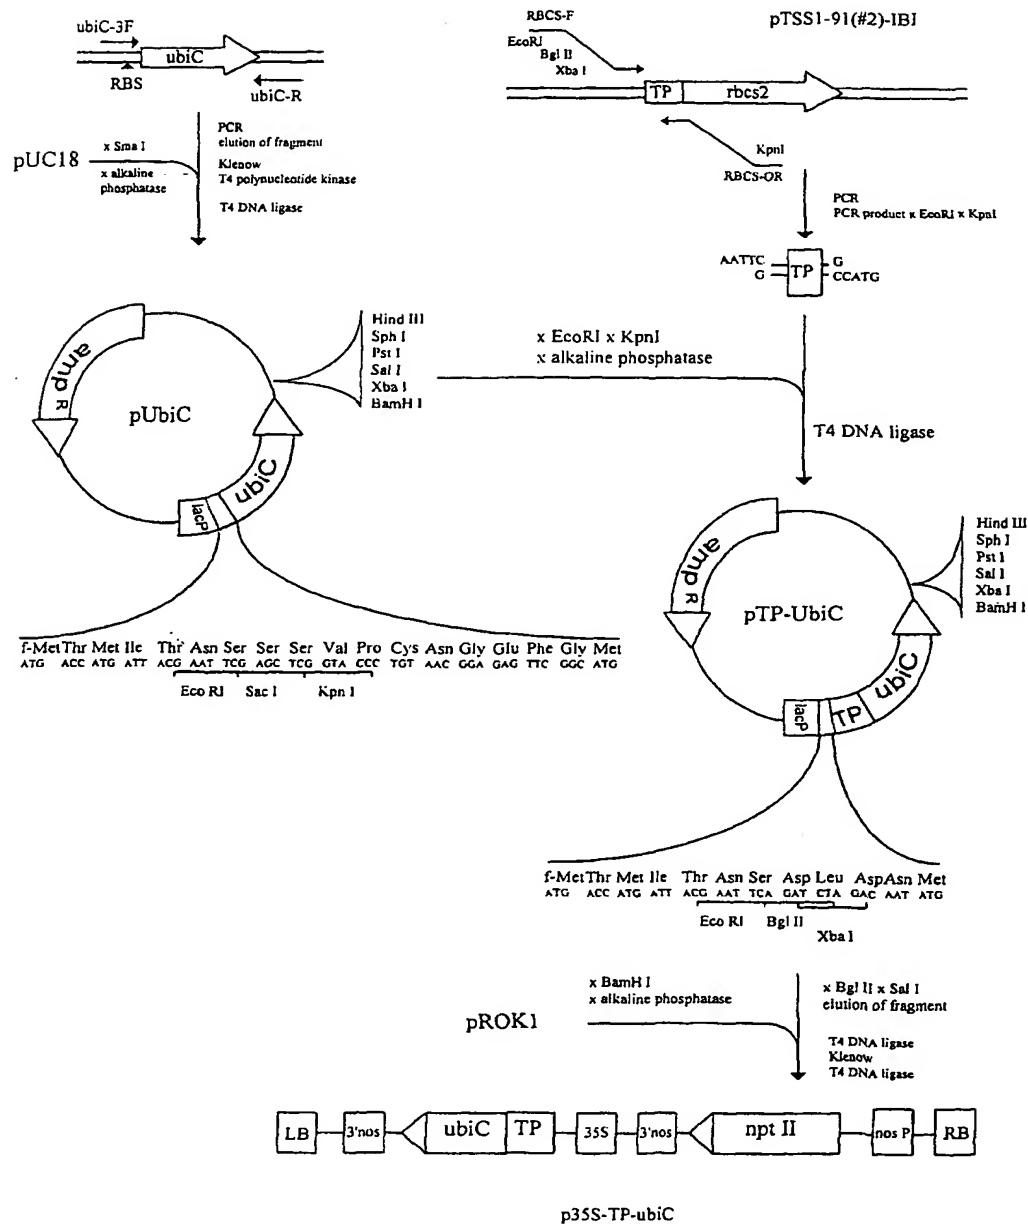 ubiC-3F
ubiC
RBS
ubiC-R
pUC18
x Sma I
x alkaline
phosphatase
PCR
elution of fragment
Klenow
T4 polynucleotide kinase
T4 DNA ligase
pTSS1-91(#2)-IBI
RBCS-F
EcoRI
Bgl II
Xba I
TP
rbcs2
KpnI
RBCS-OR
PCR
PCR product x EcoRI x KpnI
AATTC
G
TP
G
CCATG
Hind III
Sph I
Pst I
Sal I
Xba I
BamH I
amp R
pUbiC
ubiC
lacP
x EcoRI x KpnI
x alkaline phosphatase
T4 DNA ligase
f-Met Thr Met Ile Thr Asn Ser Ser Ser Val Pro Cys Asn Gly Glu Phe Gly Met
ATG ACC ATG ATT ACG AAT TCG AGC TCG GTA CCC TGT AAC GGA GAG TTC GGC ATG
Eco RI Sac I Kpn I
Hind III
Sph I
Pst I
Sal I
Xba I
BamH I
amp R
pTP-UbiC
ubiC
TP
lacP
f-Met Thr Met Ile Thr Asn Ser Asp Leu Asp Asn Met
ATG ACC ATG ATT ACG AAT TCA GAT CTA GAC AAT ATG
Eco RI Bgl II
Xba I
pROK1
x BamH I
x alkaline phosphatase
x Bgl II x Sal I
elution of fragment
T4 DNA ligase
Klenow
T4 DNA ligase
LB 3'nos ubiC TP 35S 3'nos npt II nos P RB
p35S-TP-ubiC